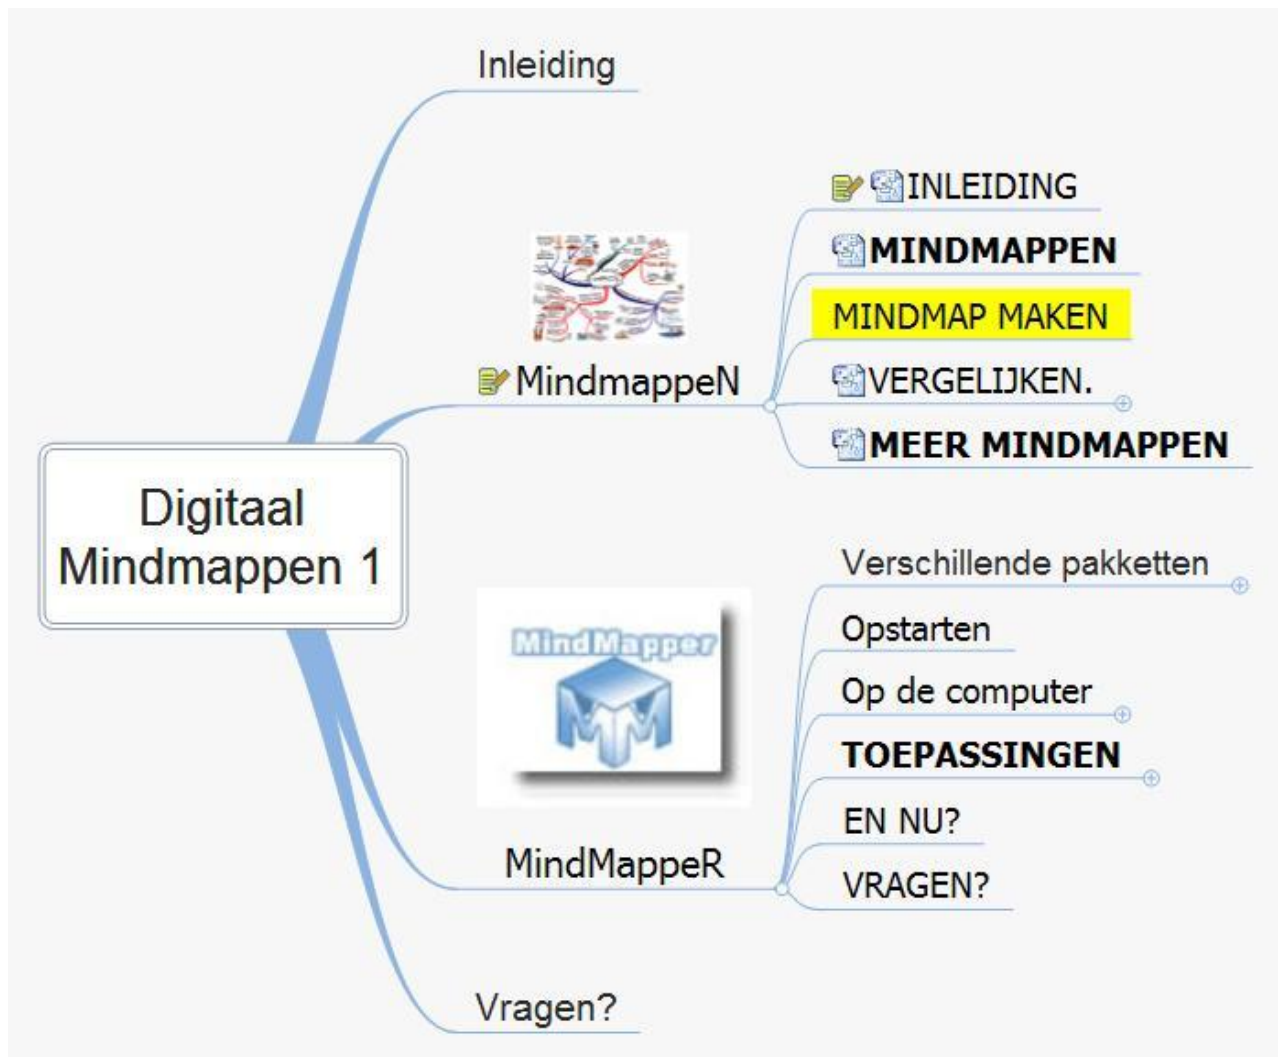 Inleiding
INLEIDING
MINDMAPPEN
MINDMAP MAKEN
MindmappeN
VERGELIJKEN.
MEER MINDMAPPEN
Digitaal
Mindmappen 1
Verschillende pakketten
MindMapper
Opstarten
Op de computer
TOEPASSINGEN
EN NU?
MindMappeR
VRAGEN?
Vragen?